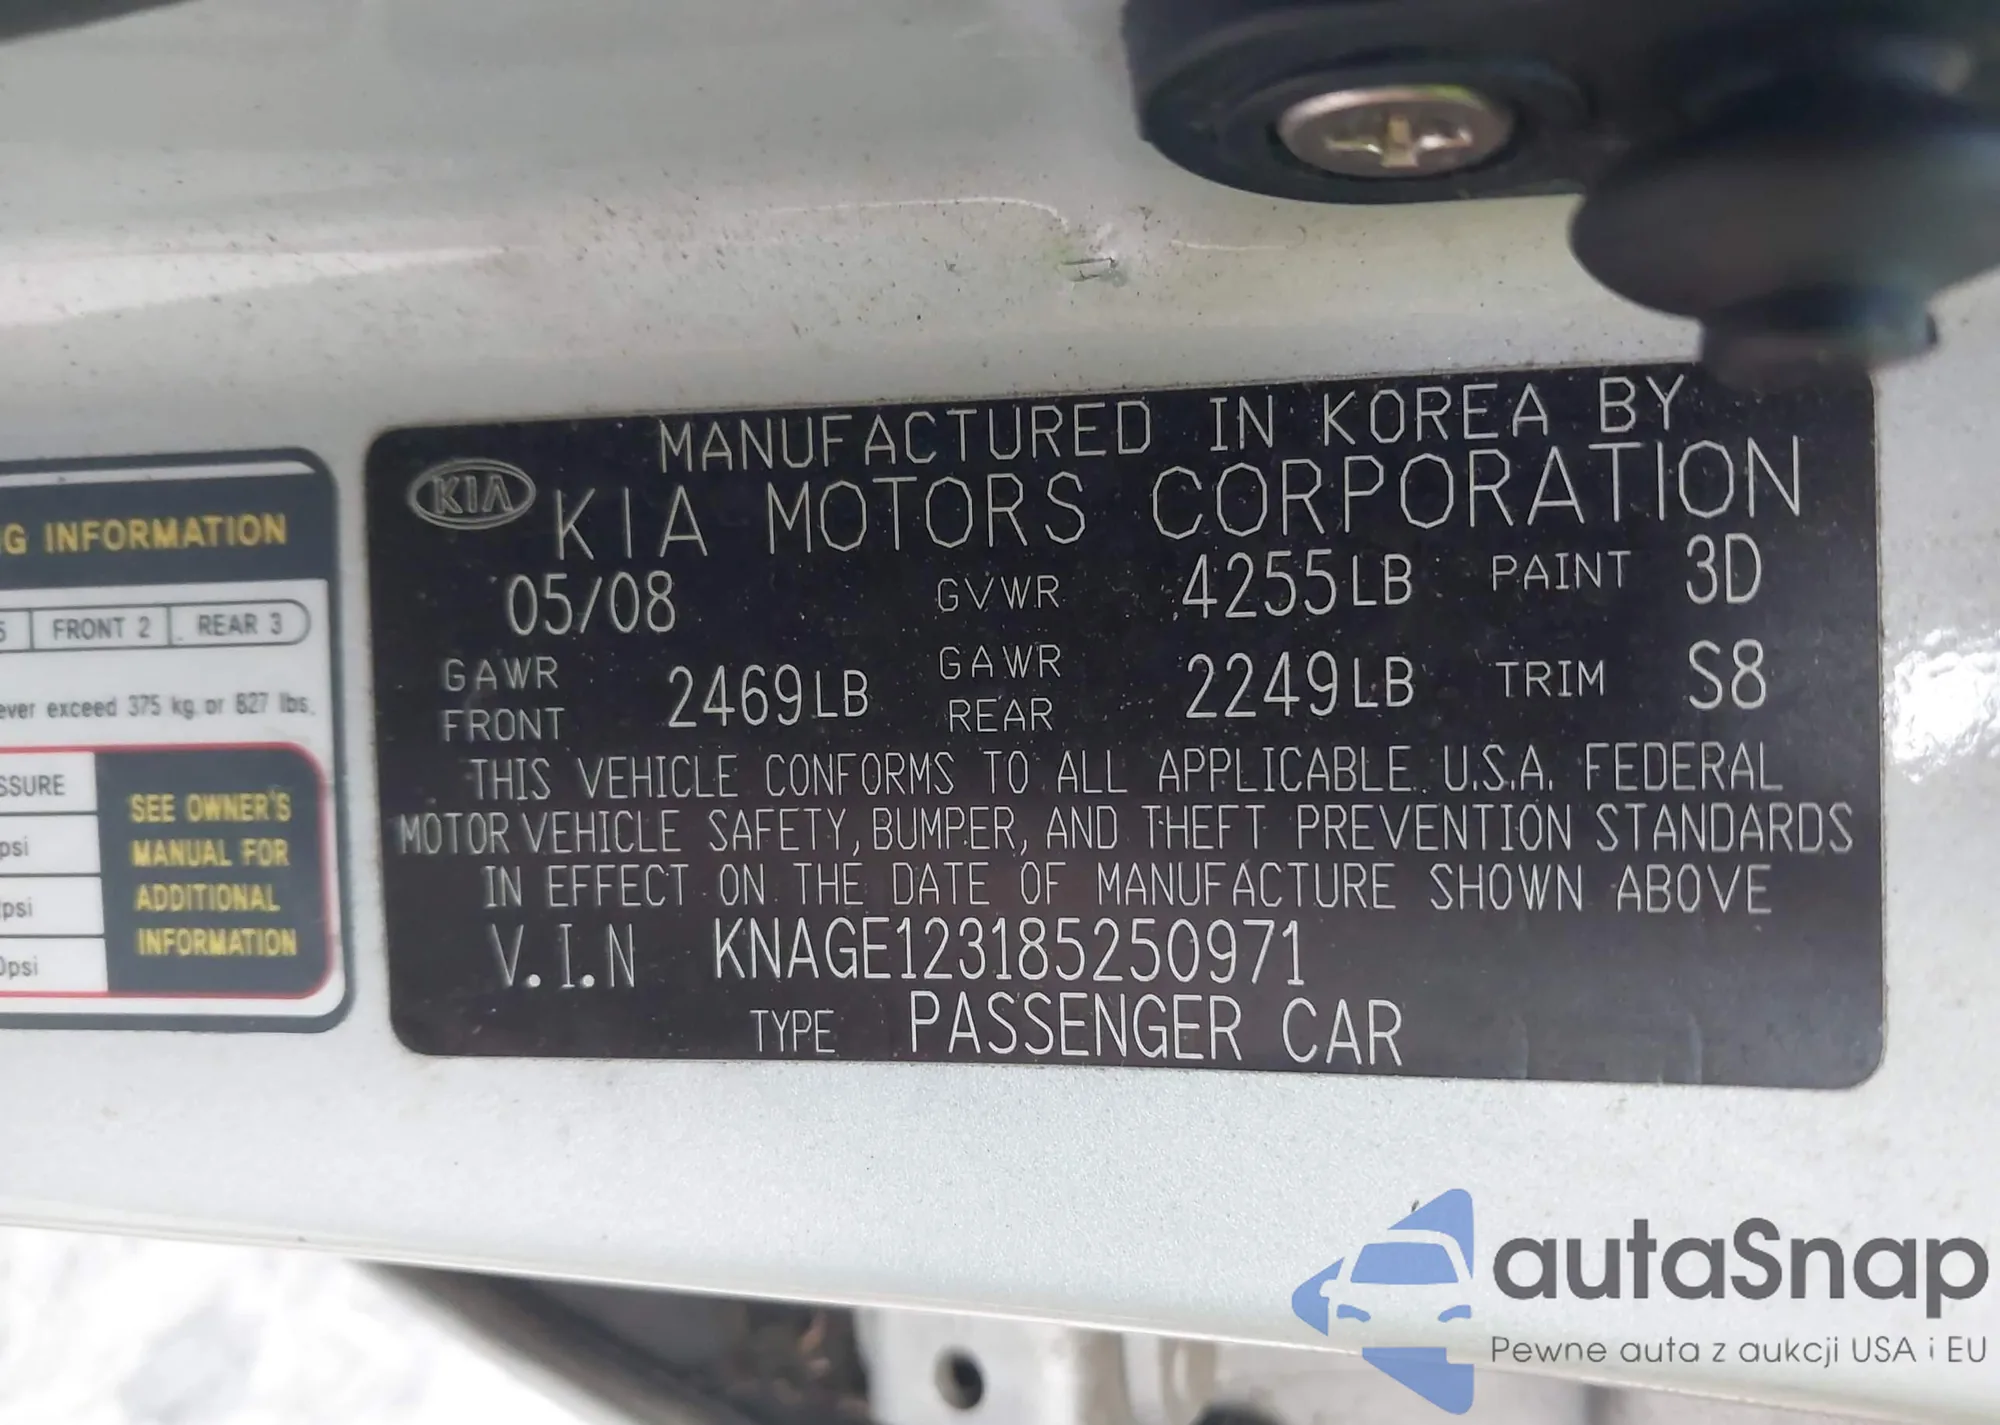 MANUFACTURED IN KOREA BY
KIA KIA MOTORS CORPORATION
05/08 GVWR 4255LB PAINT 3D
GAWR FRONT 2469LB GAWR REAR 2249LB TRIM S8
THIS VEHICLE CONFORMS TO ALL APPLICABLE U.S.A. FEDERAL
MOTOR VEHICLE SAFETY, BUMPER, AND THEFT PREVENTION STANDARDS
IN EFFECT ON THE DATE OF MANUFACTURE SHOWN ABOVE
V.I.N KNAGE123185250971
TYPE PASSENGER CAR
INFORMATION
FRONT 2 REAR 3
exceed 375 kg or 827 lbs.
psi
psi
psi
SEE OWNER'S
MANUAL FOR
ADDITIONAL
INFORMATION
autaSnap
Pewne auta z aukcji USA i EU